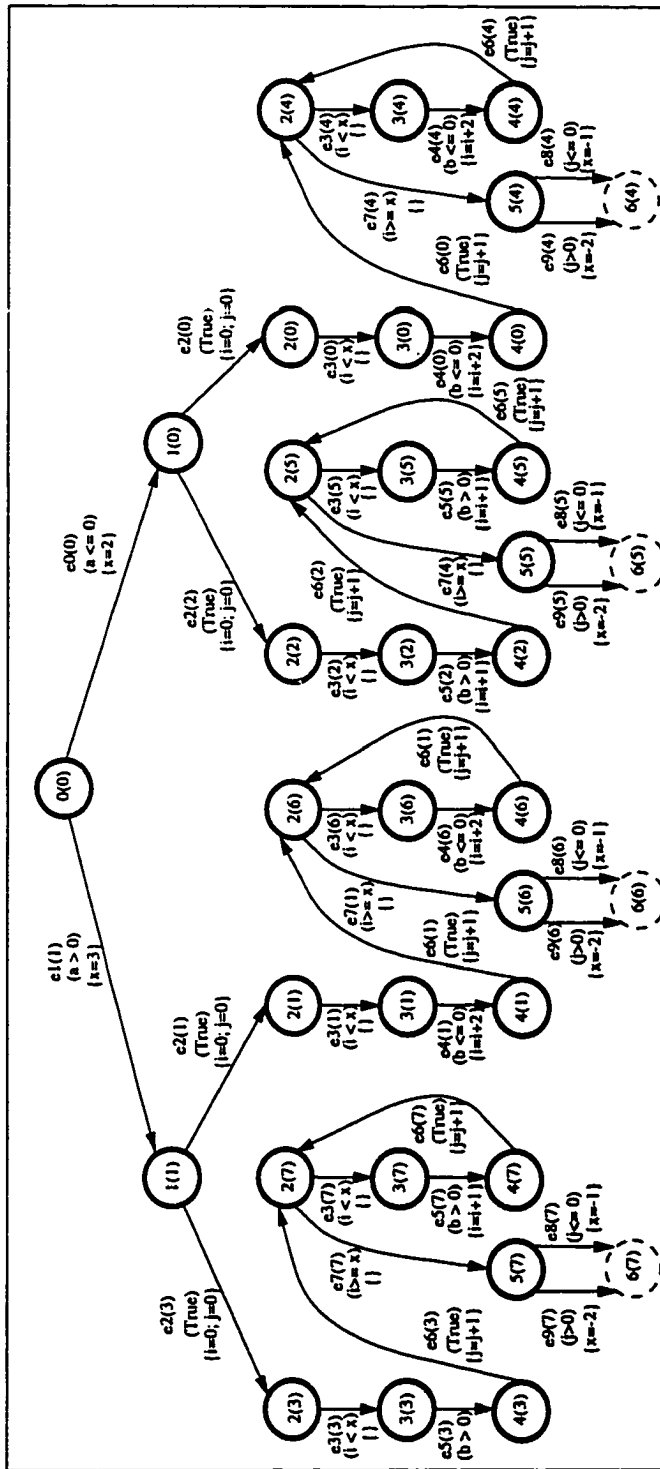 0(0)
e1(1)
(a > 0)
{x=3}
e0(0)
(a <= 0)
{x=2}
1(1)
1(0)
e2(3)
(True)
{i=0; j=0}
e2(1)
(True)
{i=0; j=0}
e2(2)
(True)
{i=0; j=0}
e2(0)
(True)
{i=0; j=0}
2(3)
e3(3)
(i < x)
{ }
3(3)
e5(3)
(b > 0)
4(3)
e6(3)
(True)
{j=j+1}
2(7)
e3(7)
(i < x)
{ }
3(7)
e5(7)
(b > 0)
{i=i+1}
4(7)
e6(7)
(True)
{j=j+1}
e7(7)
(i>= x)
{ }
5(7)
e9(7)
(j>0)
{x=-2}
e8(7)
(j<= 0)
{x=-1}
6(7)
2(1)
e3(1)
(i < x)
{ }
3(1)
e4(1)
(b <= 0)
{i=i+2}
4(1)
e6(1)
(True)
{j=j+1}
2(6)
e3(6)
(i < x)
{ }
3(6)
e4(6)
(b <= 0)
{i=i+2}
4(6)
e6(1)
(True)
{j=j+1}
e7(1)
(i>= x)
{ }
5(6)
e9(6)
(j>0)
{x=-2}
e8(6)
(j<= 0)
{x=-1}
6(6)
2(2)
e3(2)
(i < x)
{ }
3(2)
e5(2)
(b > 0)
{i=i+1}
4(2)
e6(2)
(True)
{j=j+1}
2(5)
e3(5)
(i < x)
{ }
3(5)
e5(5)
(b > 0)
{i=i+1}
4(5)
e6(5)
(True)
{j=j+1}
e7(4)
(i>= x)
{ }
5(5)
e9(5)
(j>0)
{x=-2}
e8(5)
(j<= 0)
{x=-1}
6(5)
2(0)
e3(0)
(i < x)
{ }
3(0)
e4(0)
(b <= 0)
{i=i+2}
4(0)
e6(0)
(True)
{j=j+1}
2(4)
e3(4)
(i < x)
{ }
3(4)
e4(4)
(b <= 0)
{i=i+2}
4(4)
e6(4)
(True)
{j=j+1}
e7(4)
(i>= x)
{ }
5(4)
e9(4)
(j>0)
{x=-2}
e8(4)
(j<= 0)
{x=-1}
6(4)